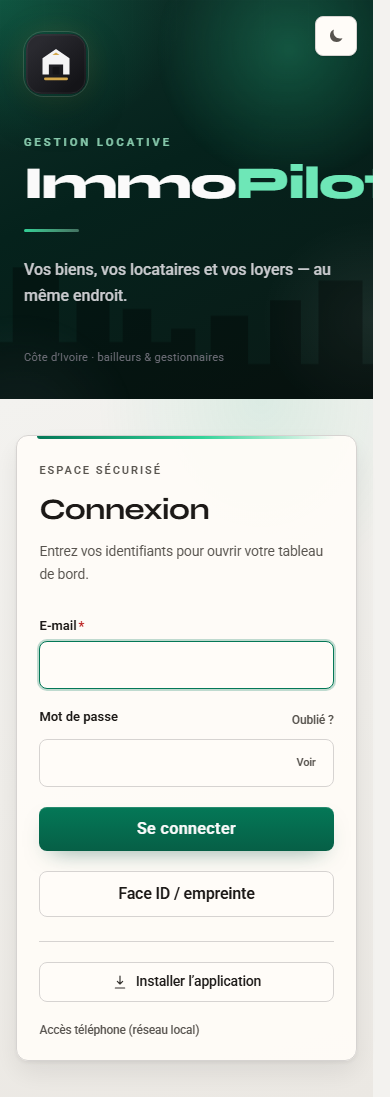 GESTION LOCATIVE
ImmoPilot
Vos biens, vos locataires et vos loyers — au
même endroit.
Côte d'Ivoire · bailleurs & gestionnaires
ESPACE SÉCURISÉ
Connexion
Entrez vos identifiants pour ouvrir votre tableau
de bord.
E-mail *
Mot de passe
Oublié ?
Voir
Se connecter
Face ID / empreinte
Installer l'application
Accès téléphone (réseau local)